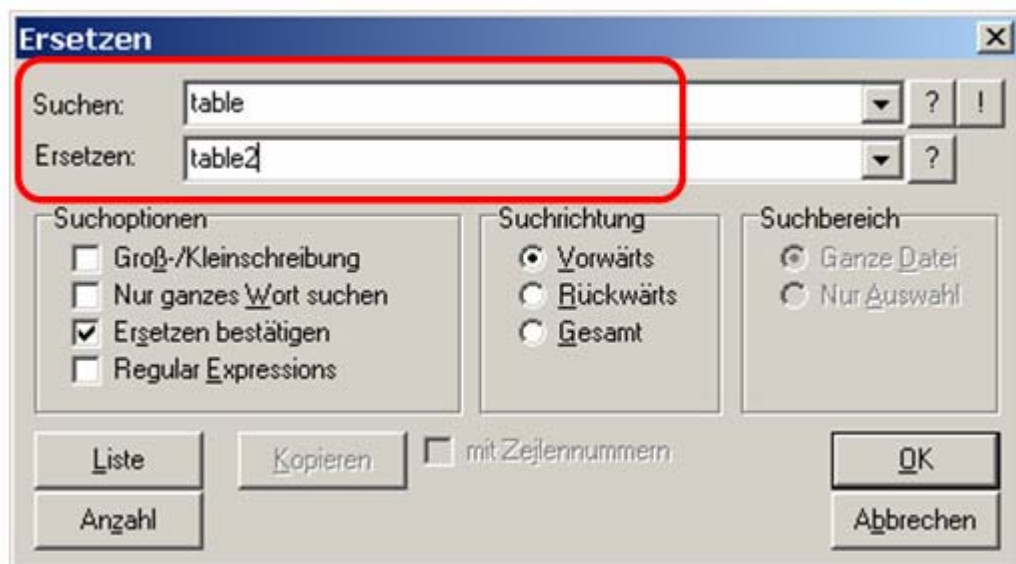 Ersetzen
Suchen: table ? !
Ersetzen: table2 ?
Suchoptionen
Groß-/Kleinschreibung
Nur ganzes Wort suchen
Ersetzen bestätigen
Regular Expressions
Suchrichtung
Vorwärts
Rückwärts
Gesamt
Suchbereich
Ganze Datei
Nur Auswahl
Liste
Kopieren
mit Zeilennummern
OK
Anzahl
Abbrechen